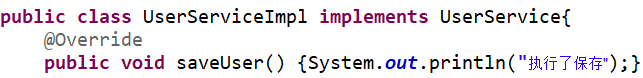 public class UserServiceImpl implements UserService{
@Override
public void saveUser() {System.out.println("执行了保存");}